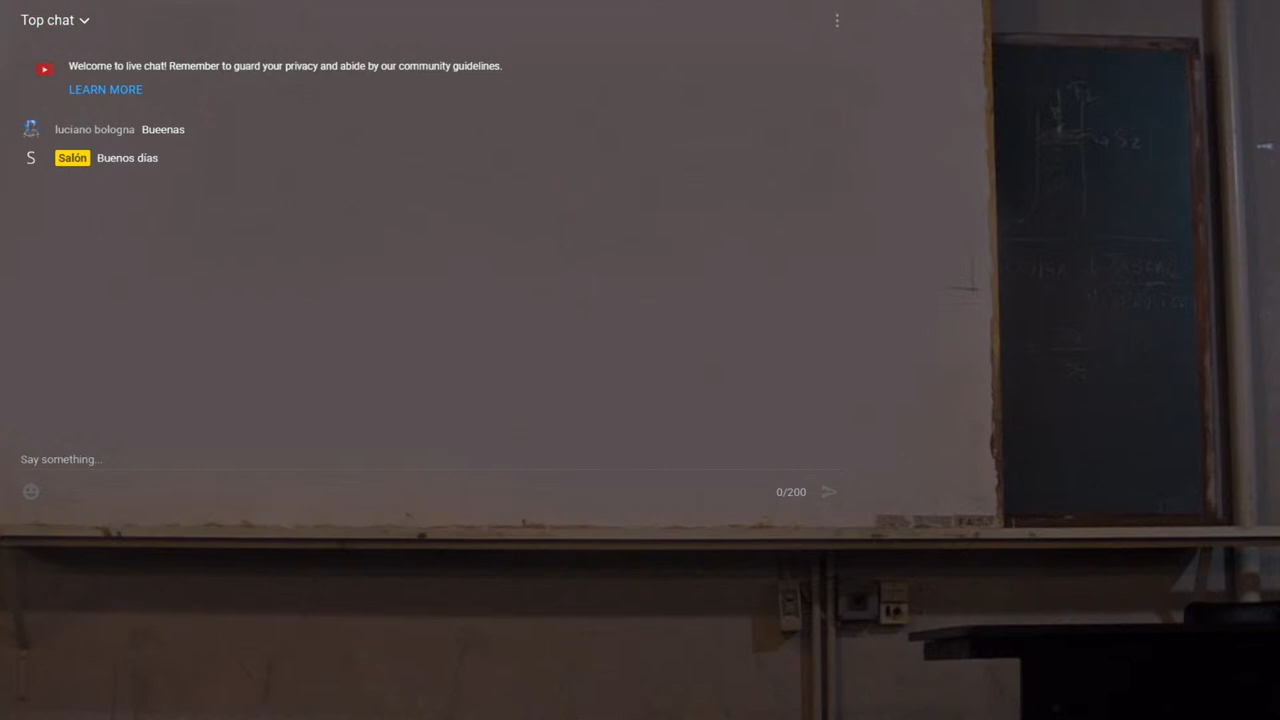 Top chat
Welcome to live chat! Remember to guard your privacy and abide by our community guidelines.
LEARN MORE
luciano bologna Bueenas
S Salón Buenos días
Say something...
0/200